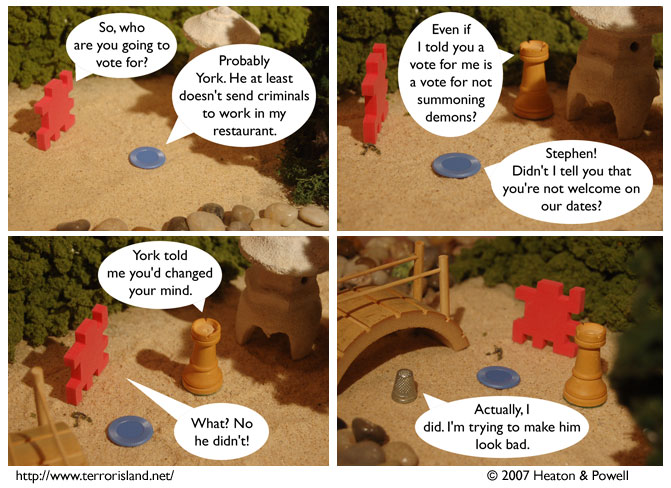 So, who
are you going to
vote for?
Probably
York. He at least
doesn't send criminals
to work in my
restaurant.
Even if
I told you a
vote for me is
a vote for not
summoning
demons?
Stephen!
Didn't I tell you that
you're not welcome on
our dates?
York told
me you'd changed
your mind.
What? No
he didn't!
Actually, I
did. I'm trying to make him
look bad.
http://www.terrorisland.net/
© 2007 Heaton & Powell